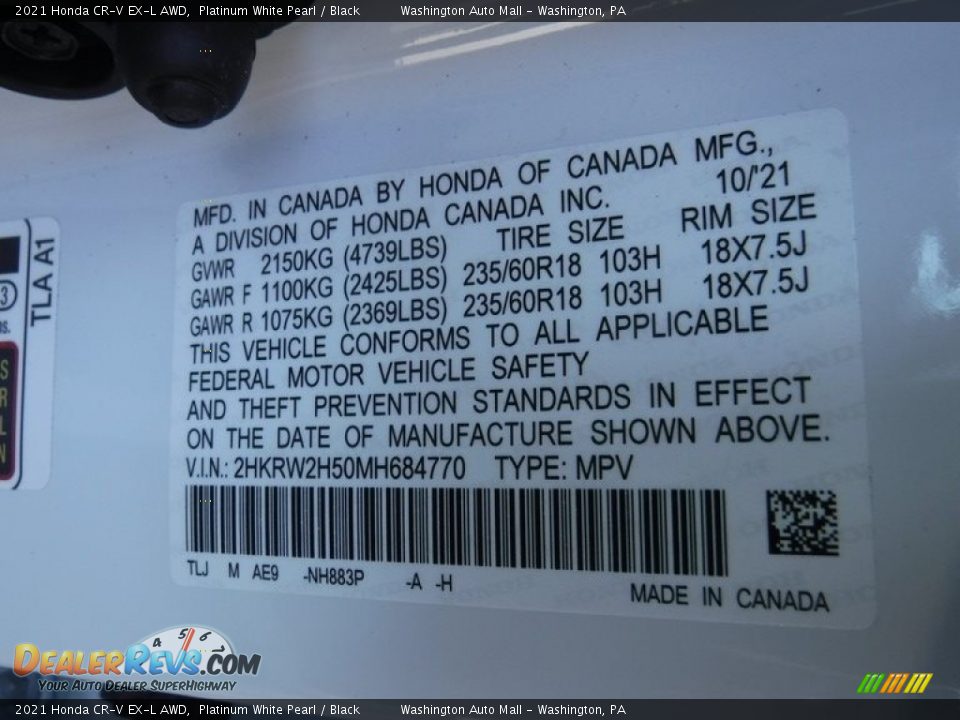 2021 Honda CR-V EX-L AWD, Platinum White Pearl / Black Washington Auto Mall - Washington, PA
MFD. IN CANADA BY HONDA OF CANADA MFG.,
A DIVISION OF HONDA CANADA INC. 10/'21
GVWR 2150KG (4739LBS) TIRE SIZE RIM SIZE
GAWR F 1100KG (2425LBS) 235/60R18 103H 18X7.5J
GAWR R 1075KG (2369LBS) 235/60R18 103H 18X7.5J
THIS VEHICLE CONFORMS TO ALL APPLICABLE
FEDERAL MOTOR VEHICLE SAFETY
AND THEFT PREVENTION STANDARDS IN EFFECT
ON THE DATE OF MANUFACTURE SHOWN ABOVE.
V.I.N.: 2HKRW2H50MH684770 TYPE: MPV
TLJ M AE9 -NH883P -A -H
MADE IN CANADA
TLA A1
3
4 5 6
DEALERREVS.COM
YOUR AUTO DEALER SUPERHIGHWAY
2021 Honda CR-V EX-L AWD, Platinum White Pearl / Black Washington Auto Mall - Washington, PA